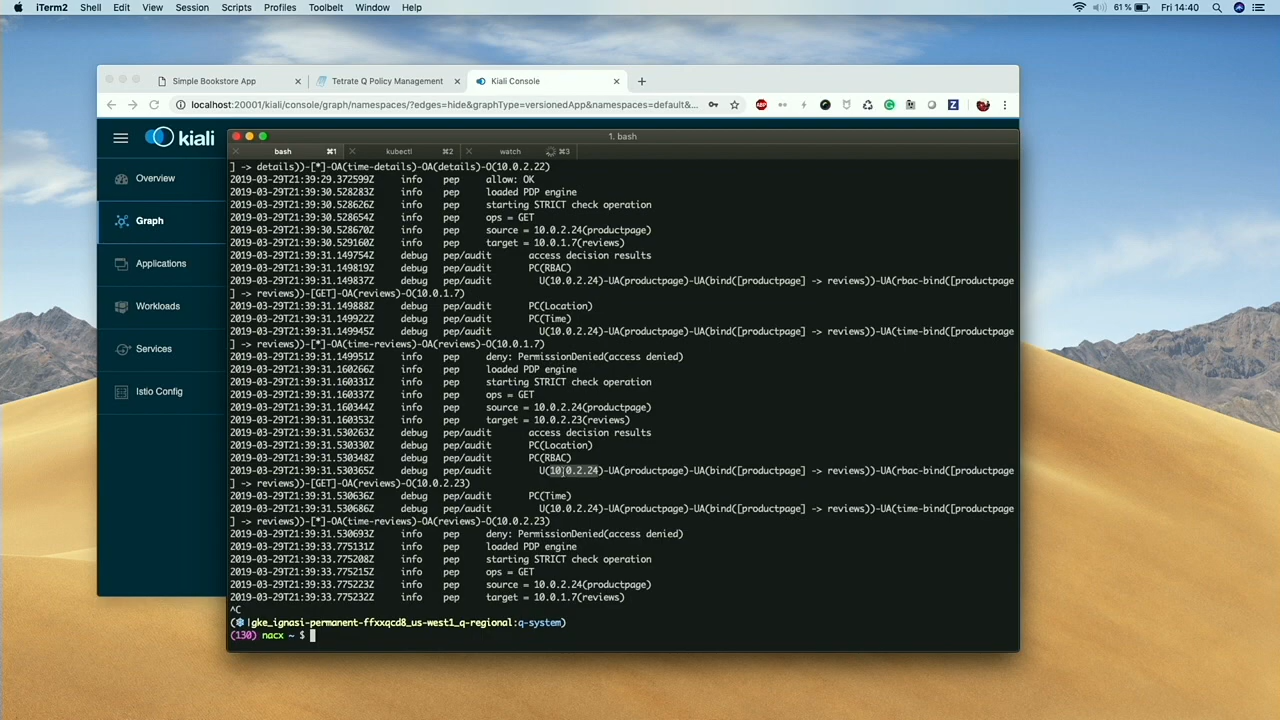 iTerm2 Shell Edit View Session Scripts Profiles Toolbelt Window Help 61 % Fri 14:40
Simple Bookstore App Tetrate Q Policy Management Kiali Console
localhost:20001/kiali/console/graph/namespaces/?edges=hide&graphType=versionedApp&namespaces=default&... ABP Z
kiali
Overview
Graph
Applications
Workloads
Services
Istio Config
1. bash
bash ⌘1 kubectl ⌘2 watch ⌘3
] -> details))-[*]-OA(time-details)-OA(details)-O(10.0.2.22)
2019-03-29T21:39:29.372599Z info pep allow: OK
2019-03-29T21:39:30.528283Z info pep loaded PDP engine
2019-03-29T21:39:30.528626Z info pep starting STRICT check operation
2019-03-29T21:39:30.528654Z info pep ops = GET
2019-03-29T21:39:30.528670Z info pep source = 10.0.2.24(productpage)
2019-03-29T21:39:30.529160Z info pep target = 10.0.1.7(reviews)
2019-03-29T21:39:31.149754Z debug pep/audit access decision results
2019-03-29T21:39:31.149819Z debug pep/audit PC(RBAC)
2019-03-29T21:39:31.149837Z debug pep/audit U(10.0.2.24)-UA(productpage)-UA(bind([productpage] -> reviews))-UA(rbac-bind([productpage
] -> reviews))-[GET]-OA(reviews)-O(10.0.1.7)
2019-03-29T21:39:31.149888Z debug pep/audit PC(Location)
2019-03-29T21:39:31.149922Z debug pep/audit PC(Time)
2019-03-29T21:39:31.149945Z debug pep/audit U(10.0.2.24)-UA(productpage)-UA(bind([productpage] -> reviews))-UA(time-bind([productpage
] -> reviews))-[*]-OA(time-reviews)-OA(reviews)-O(10.0.1.7)
2019-03-29T21:39:31.149951Z info pep deny: PermissionDenied(access denied)
2019-03-29T21:39:31.160266Z info pep loaded PDP engine
2019-03-29T21:39:31.160331Z info pep starting STRICT check operation
2019-03-29T21:39:31.160337Z info pep ops = GET
2019-03-29T21:39:31.160344Z info pep source = 10.0.2.24(productpage)
2019-03-29T21:39:31.160353Z info pep target = 10.0.2.23(reviews)
2019-03-29T21:39:31.530263Z debug pep/audit access decision results
2019-03-29T21:39:31.530330Z debug pep/audit PC(Location)
2019-03-29T21:39:31.530348Z debug pep/audit PC(RBAC)
2019-03-29T21:39:31.530365Z debug pep/audit U(10.0.2.24)-UA(productpage)-UA(bind([productpage] -> reviews))-UA(rbac-bind([productpage
] -> reviews))-[GET]-OA(reviews)-O(10.0.2.23)
2019-03-29T21:39:31.530636Z debug pep/audit PC(Time)
2019-03-29T21:39:31.530686Z debug pep/audit U(10.0.2.24)-UA(productpage)-UA(bind([productpage] -> reviews))-UA(time-bind([productpage
] -> reviews))-[*]-OA(time-reviews)-OA(reviews)-O(10.0.2.23)
2019-03-29T21:39:31.530693Z info pep deny: PermissionDenied(access denied)
2019-03-29T21:39:33.775131Z info pep loaded PDP engine
2019-03-29T21:39:33.775208Z info pep starting STRICT check operation
2019-03-29T21:39:33.775215Z info pep ops = GET
2019-03-29T21:39:33.775223Z info pep source = 10.0.2.24(productpage)
2019-03-29T21:39:33.775232Z info pep target = 10.0.1.7(reviews)
^C
(⎈|gke_ignasi-permanent-ffxxqcd8_us-west1_q-regional:q-system)
(130) nacx ~ $